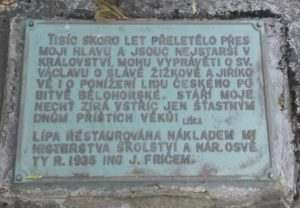 TISÍC SKORO LET PŘELETĚLO PŘES
MOJI HLAVU A JSOUC NEJSTARŠÍ V
KRÁLOVSTVÍ, MOHU VYPRÁVĚTI O SV.
VÁCLAVU O SLÁVĚ ŽIŽKOVĚ A JIŘÍKO
VĚ I O PONÍŽENÍ LIDU ČESKÉHO PO
BITVĚ BĚLOHORSKÉ. STÁŘÍ MOJE
NECHŤ ZÍRÁ VSTŘÍC JEN ŠŤASTNÝM
DNŮM PŘÍŠTÍCH VĚKŮ! LIŠKA
LÍPA RESTAUROVÁNA NÁKLADEM MI
NISTERSTVA ŠKOLSTVÍ A NÁR. OSVĚ
TY R. 1938 ING J. FRIČEM.